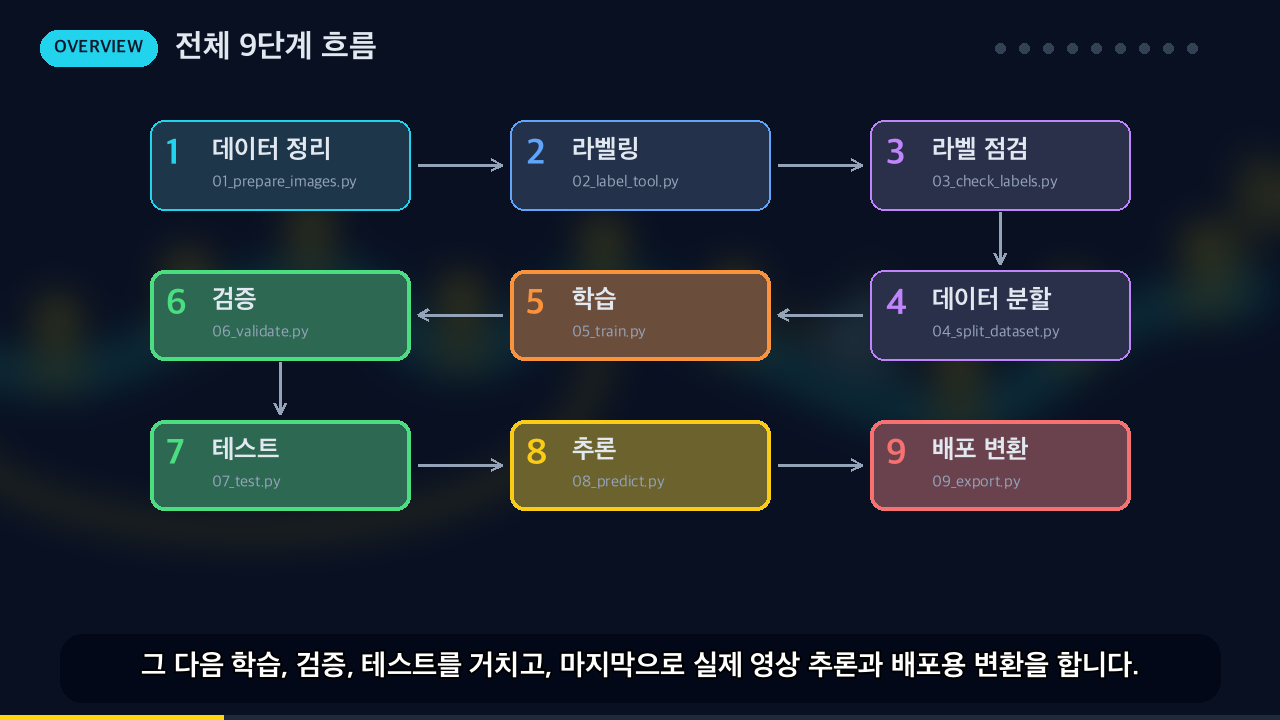 OVERVIEW
전체 9단계 흐름
1 데이터 정리
01_prepare_images.py
2 라벨링
02_label_tool.py
3 라벨 점검
03_check_labels.py
6 검증
06_validate.py
5 학습
05_train.py
4 데이터 분할
04_split_dataset.py
7 테스트
07_test.py
8 추론
08_predict.py
9 배포 변환
09_export.py
그 다음 학습, 검증, 테스트를 거치고, 마지막으로 실제 영상 추론과 배포용 변환을 합니다.